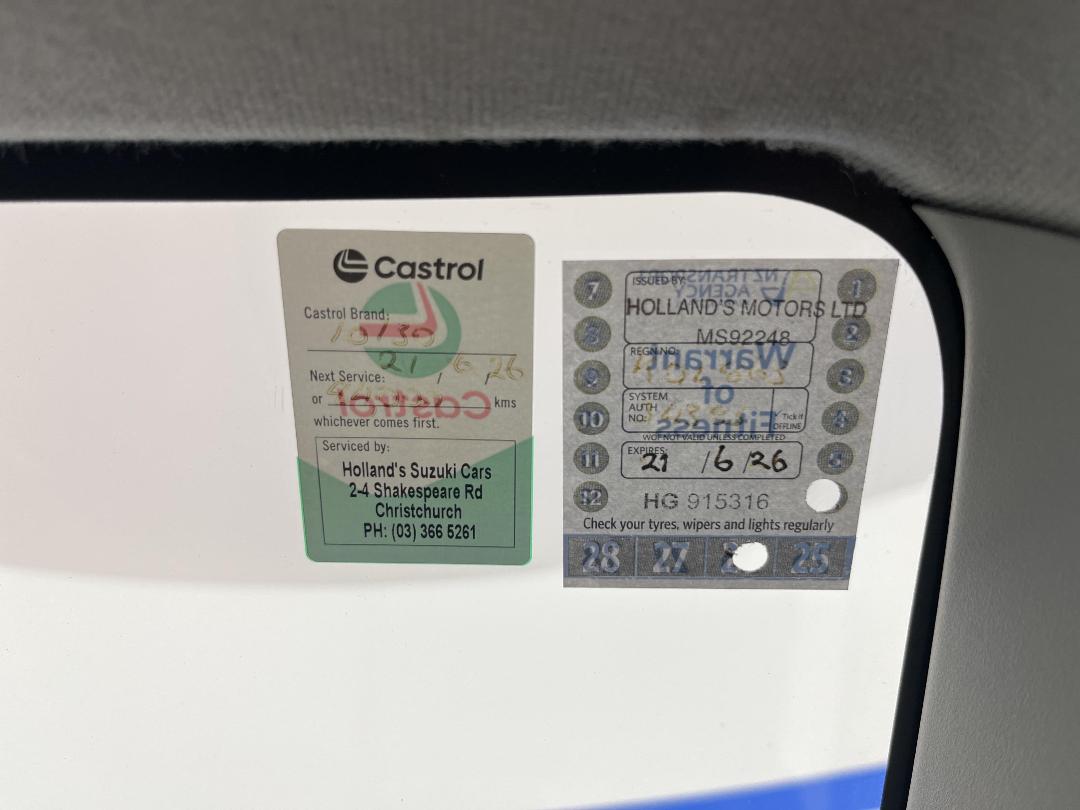 Castrol
Castrol Brand:
10/30
21 / 6 / 26
Next Service:
or kms
Castrol
whichever comes first.
Serviced by:
Holland's Suzuki Cars
2-4 Shakespeare Rd
Christchurch
PH: (03) 366 5261
NZ TRANSPORT
AGENCY
ISSUED BY:
HOLLAND'S MOTORS LTD
MS92248
REGN NO:
Warrant
of
Fitness
SYSTEM
AUTH
NO:
✓ Tick if
OFFLINE
WOF NOT VALID UNLESS COMPLETED
EXPIRES:
21 / 6 / 26
HG 915316
Check your tyres, wipers and lights regularly
7 1
8 2
9 3
10 4
11 5
12
28 27 25